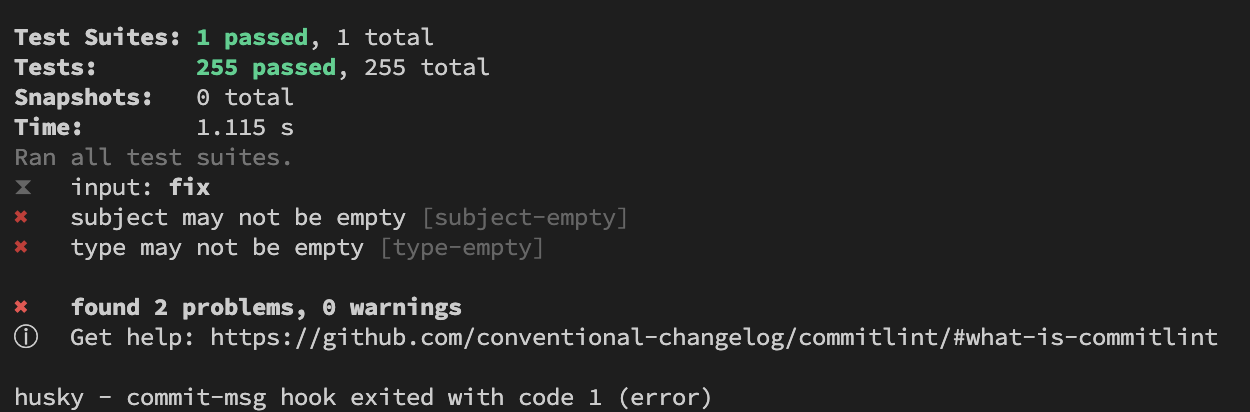 Test Suites: 1 passed, 1 total
Tests: 255 passed, 255 total
Snapshots: 0 total
Time: 1.115 s
Ran all test suites.
⧗ input: fix
✖ subject may not be empty [subject-empty]
✖ type may not be empty [type-empty]
✖ found 2 problems, 0 warnings
ⓘ Get help: https://github.com/conventional-changelog/commitlint/#what-is-commitlint
husky - commit-msg hook exited with code 1 (error)